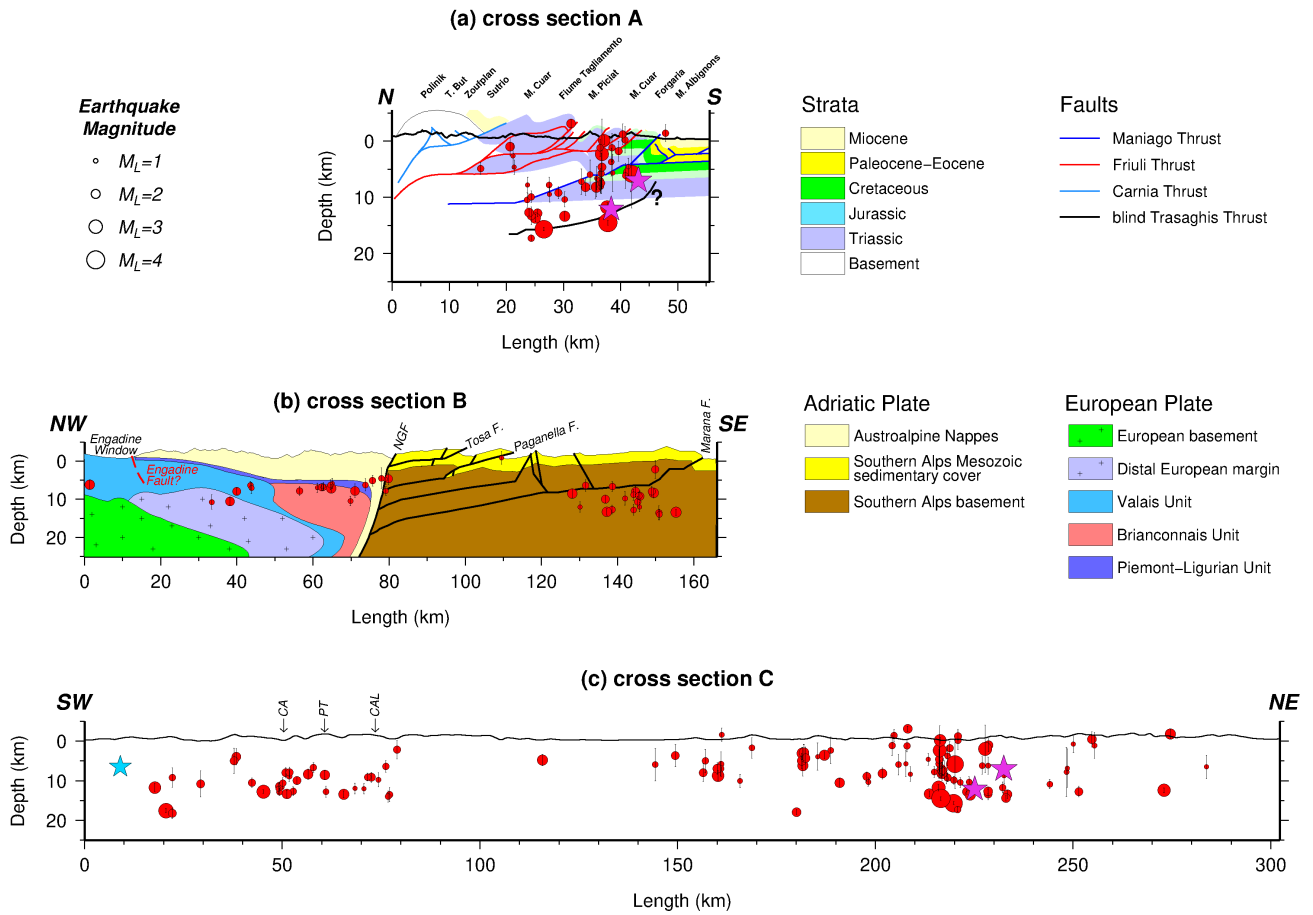 (a) cross section A
Earthquake
Magnitude
ML=1
ML=2
ML=3
ML=4
N
S
Polinik
T. But
Zoufplan
Sutrio
M. Cuar
Fiume Tagliamento
M. Piciat
M. Cuar
Forgaria
M. Albignons
Depth (km)
0
10
20
?
0
10
20
30
40
50
Length (km)
Strata
Miocene
Paleocene–Eocene
Cretaceous
Jurassic
Triassic
Basement
Faults
Maniago Thrust
Friuli Thrust
Carnia Thrust
blind Trasaghis Thrust
(b) cross section B
NW
SE
Engadine
Window
Engadine
Fault?
NGF
Tosa F.
Paganella F.
Marana F.
Depth (km)
0
10
20
0
20
40
60
80
100
120
140
160
Length (km)
Adriatic Plate
Austroalpine Nappes
Southern Alps Mesozoic
sedimentary cover
Southern Alps basement
European Plate
European basement
Distal European margin
Valais Unit
Brianconnais Unit
Piemont–Ligurian Unit
(c) cross section C
SW
NE
CA
PT
CAL
Depth (km)
0
10
20
0
50
100
150
200
250
300
Length (km)